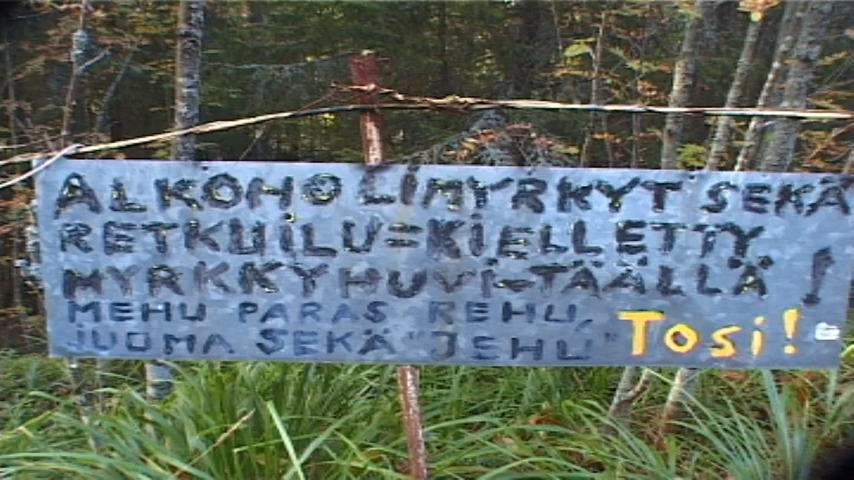 ALKOHOLIMYRKYT SEKÄ
RETKUILU=KIELLETTY
MYRKKYHUVI-TÄÄLLÄ!
MEHU PARAS REHU,
JUOMA SEKÄ "JEHU" Tosi!